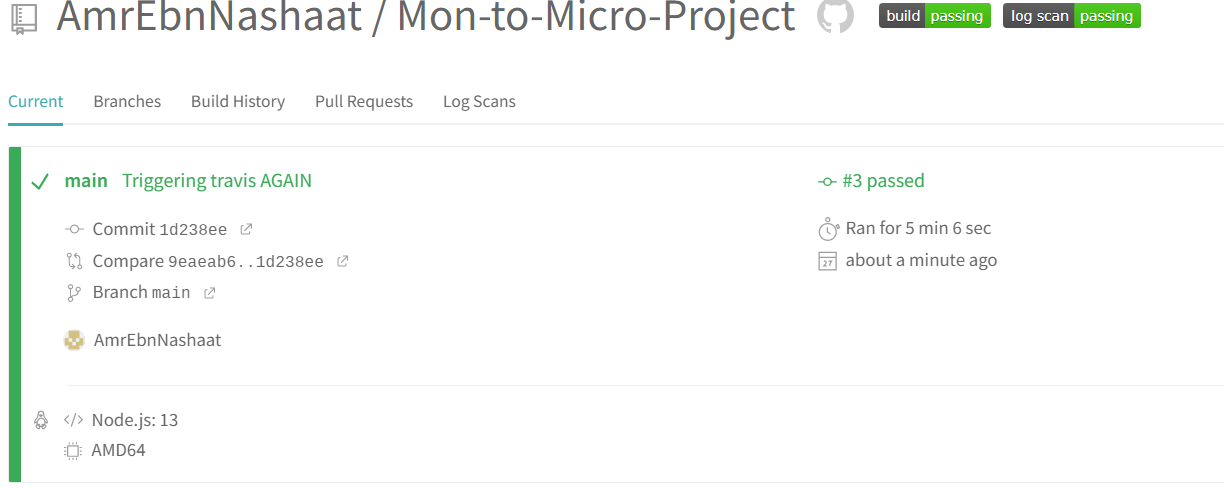 AmrEbnNashaat / Mon-to-Micro-Project build passing log scan passing
Current Branches Build History Pull Requests Log Scans
main Triggering travis AGAIN #3 passed
Commit 1d238ee Ran for 5 min 6 sec
Compare 9eaeab6..1d238ee 27 about a minute ago
Branch main
AmrEbnNashaat
</> Node.js: 13
AMD64